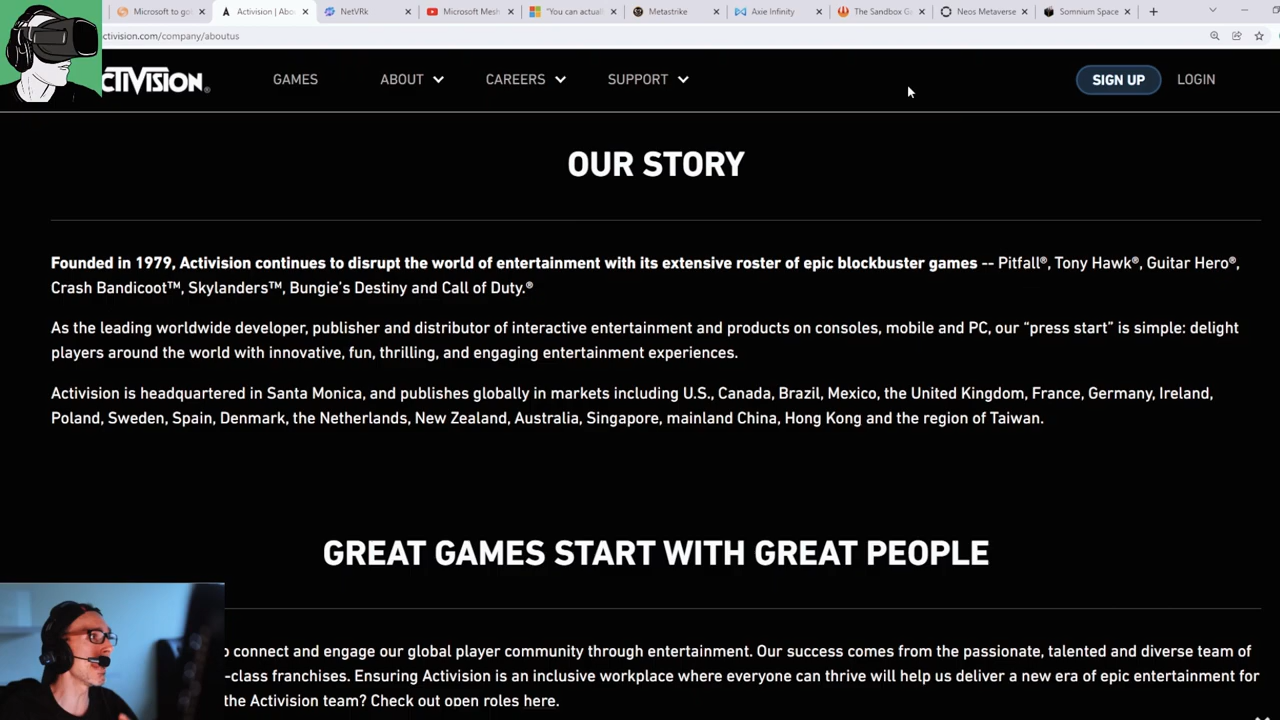 Microsoft to go
Activision | Abo
NetVRk
Microsoft Mesh
"You can actual
Metastrike
Axie Infinity
The Sandbox Ga
Neos Metaverse
Somnium Space
ctivision.com/company/aboutus
CTIVISION®
GAMES
ABOUT
CAREERS
SUPPORT
SIGN UP
LOGIN
OUR STORY
Founded in 1979, Activision continues to disrupt the world of entertainment with its extensive roster of epic blockbuster games -- Pitfall®, Tony Hawk®, Guitar Hero®,
Crash Bandicoot™, Skylanders™, Bungie's Destiny and Call of Duty.®
As the leading worldwide developer, publisher and distributor of interactive entertainment and products on consoles, mobile and PC, our “press start” is simple: delight
players around the world with innovative, fun, thrilling, and engaging entertainment experiences.
Activision is headquartered in Santa Monica, and publishes globally in markets including U.S., Canada, Brazil, Mexico, the United Kingdom, France, Germany, Ireland,
Poland, Sweden, Spain, Denmark, the Netherlands, New Zealand, Australia, Singapore, mainland China, Hong Kong and the region of Taiwan.
GREAT GAMES START WITH GREAT PEOPLE
o connect and engage our global player community through entertainment. Our success comes from the passionate, talented and diverse team of
-class franchises. Ensuring Activision is an inclusive workplace where everyone can thrive will help us deliver a new era of epic entertainment for
the Activision team? Check out open roles here.